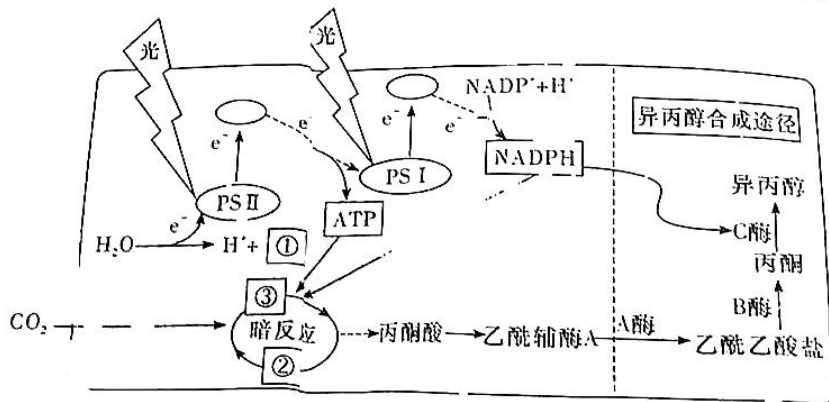 光
光
NADP⁺+H⁺
异丙醇合成途径
e⁻
e⁻
e⁻
e⁻
NADPH
PSⅠ
PSⅡ
异丙醇
e⁻
ATP
C酶
H₂O
H⁺+
①
丙酮
③
B酶
CO₂
暗反应
丙酮酸
乙酰辅酶A
A酶
乙酰乙酸盐
②